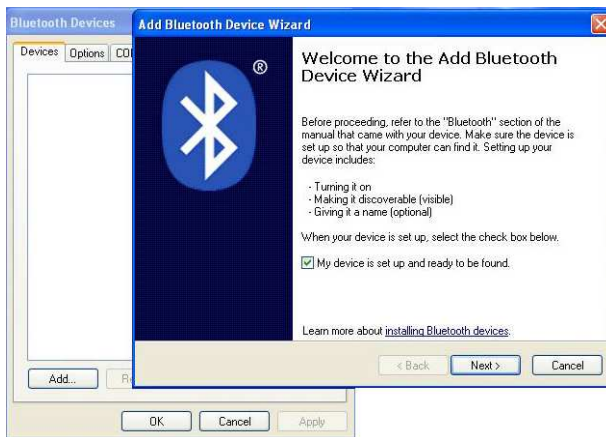 Bluetooth Devices
Devices
Options
Add...
OK
Cancel
Apply
Add Bluetooth Device Wizard
®
Welcome to the Add Bluetooth
Device Wizard
Before proceeding, refer to the "Bluetooth" section of the
manual that came with your device. Make sure the device is
set up so that your computer can find it. Setting up your
device includes:
· Turning it on
· Making it discoverable (visible)
· Giving it a name (optional)
When your device is set up, select the check box below.
My device is set up and ready to be found.
Learn more about installing Bluetooth devices.
< Back
Next >
Cancel